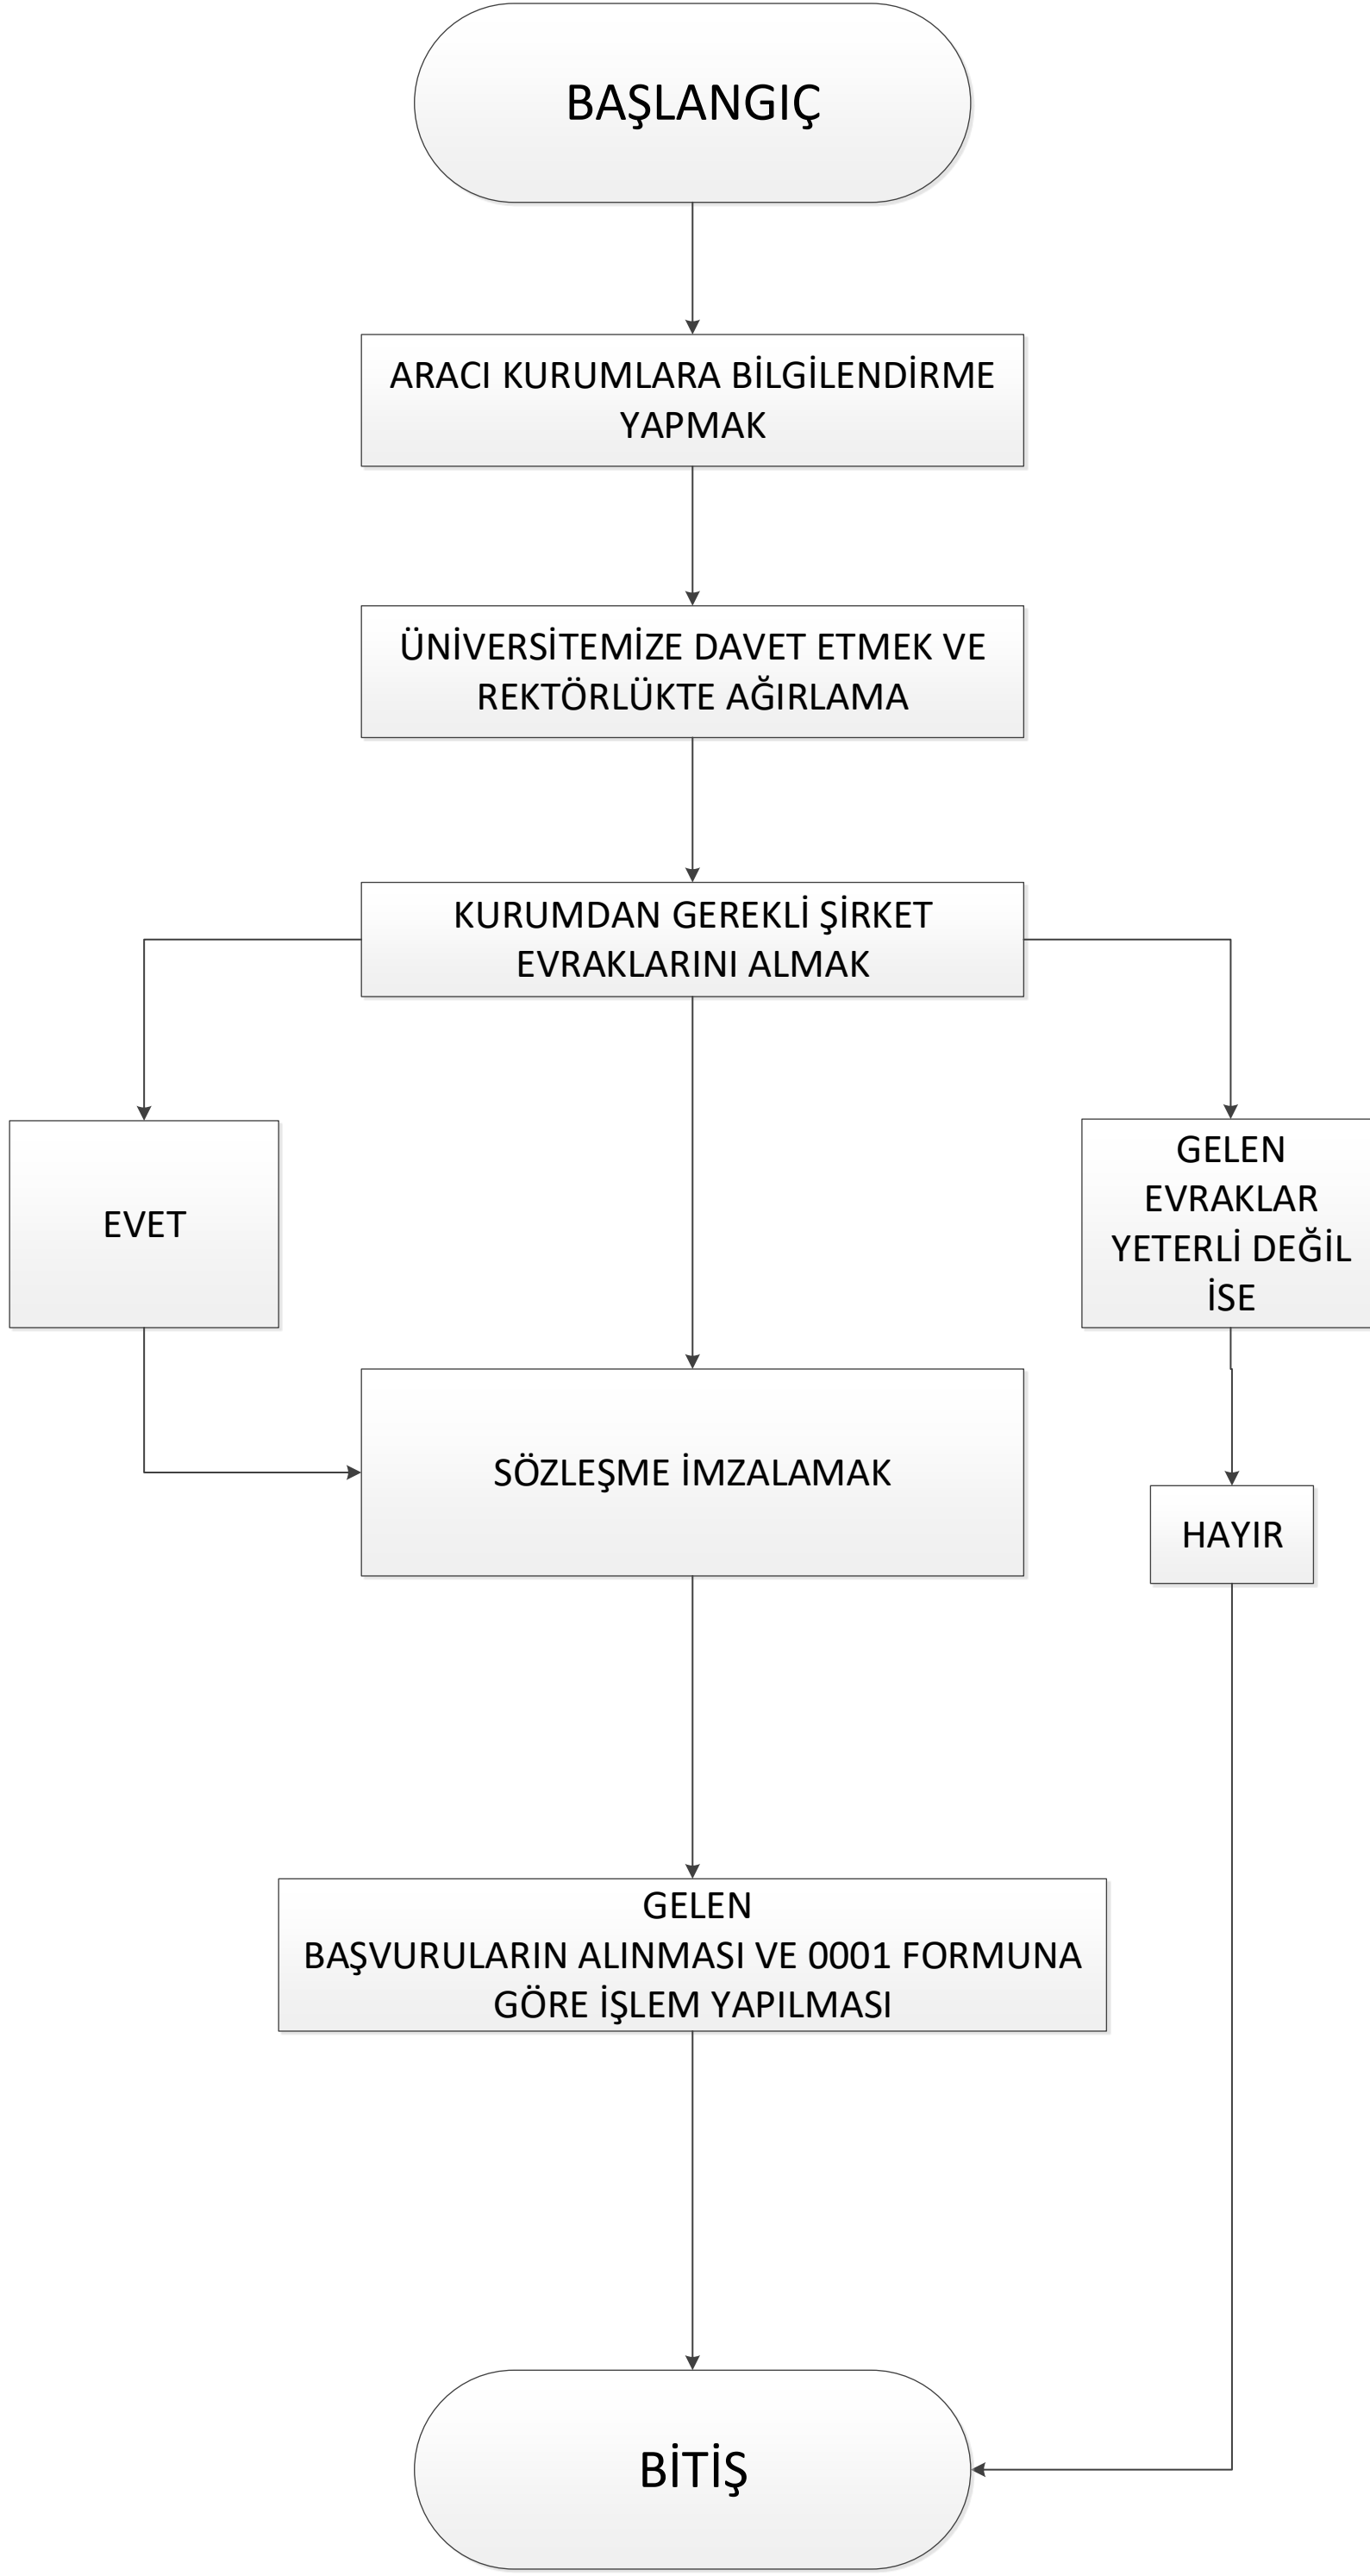 BAŞLANGIÇ
ARACI KURUMLARA BİLGİLENDİRME
YAPMAK
ÜNİVERSİTEMİZE DAVET ETMEK VE
REKTÖRLÜKTE AĞIRLAMA
KURUMDAN GEREKLİ ŞİRKET
EVRAKLARINI ALMAK
EVET
GELEN
EVRAKLAR
YETERLİ DEĞİL
İSE
SÖZLEŞME İMZALAMAK
HAYIR
GELEN
BAŞVURULARIN ALINMASI VE 0001 FORMUNA
GÖRE İŞLEM YAPILMASI
BİTİŞ